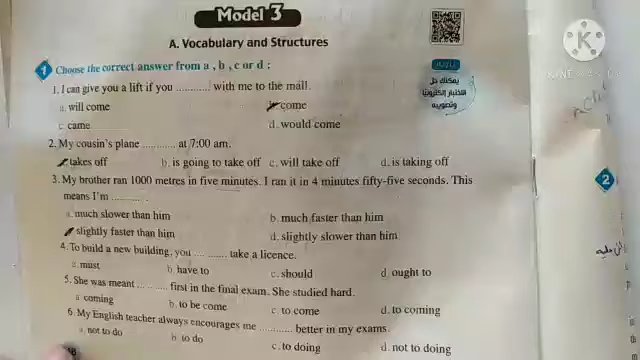 Model 3
A. Vocabulary and Structures
1 Choose the correct answer from a , b , c or d :
يمكنك حل
الاختبار إلكترونيًا
وتصويبه
1. I can give you a lift if you ........... with me to the mall.
a. will come come
c. came d. would come
2. My cousin's plane ........... at 7:00 am.
takes off b. is going to take off c. will take off d. is taking off
3. My brother ran 1000 metres in five minutes. I ran it in 4 minutes fifty-five seconds. This
means I'm ...........
a. much slower than him b. much faster than him
slightly faster than him d. slightly slower than him
4. To build a new building, you ........... take a licence.
a. must b. have to c. should d. ought to
5. She was meant ........... first in the final exam. She studied hard.
a. coming b. to be come c. to come d. to coming
6. My English teacher always encourages me ........... better in my exams.
a. not to do b. to do c. to doing d. not to doing
2
K